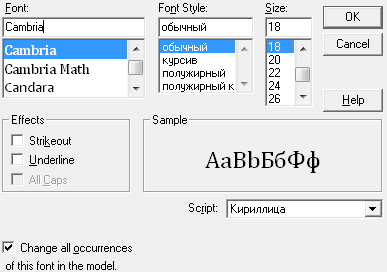 Font:
Font Style:
Size:
Cambria
обычный
18
OK
Cancel
Help
Cambria
Cambria Math
Candara
обычный
курсив
полужирный
полужирный к
18
20
22
24
26
Effects
Strikeout
Underline
All Caps
Sample
AaBbБбФф
Script:
Кириллица
Change all occurrences
of this font in the model.